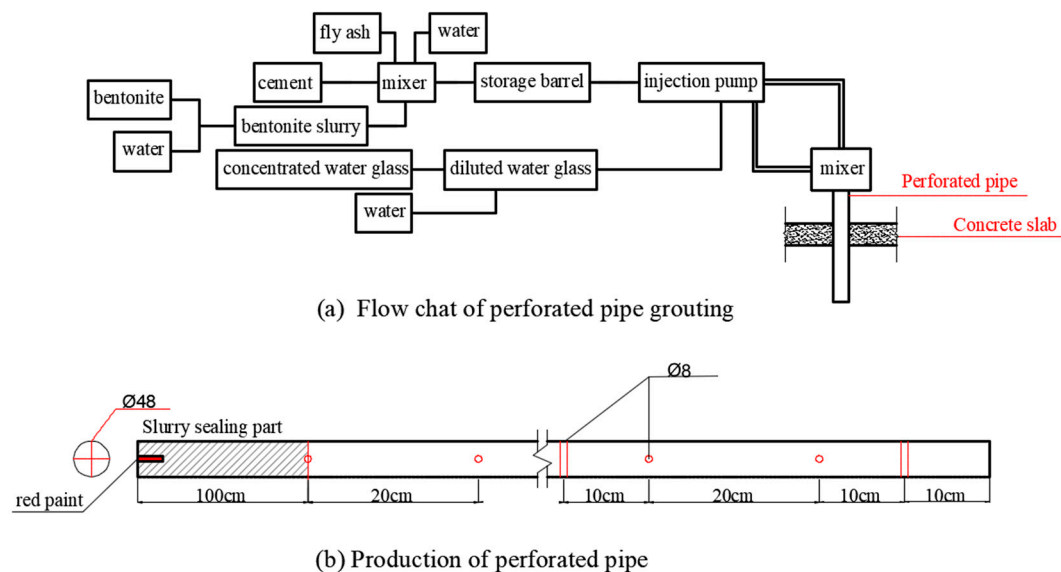 fly ash
water
cement
mixer
storage barrel
injection pump
bentonite
bentonite slurry
water
mixer
concentrated water glass
diluted water glass
water
Perforated pipe
Concrete slab
(a) Flow chat of perforated pipe grouting
Ø48
Ø8
Slurry sealing part
red paint
100cm
20cm
10cm
20cm
10cm
10cm
(b) Production of perforated pipe